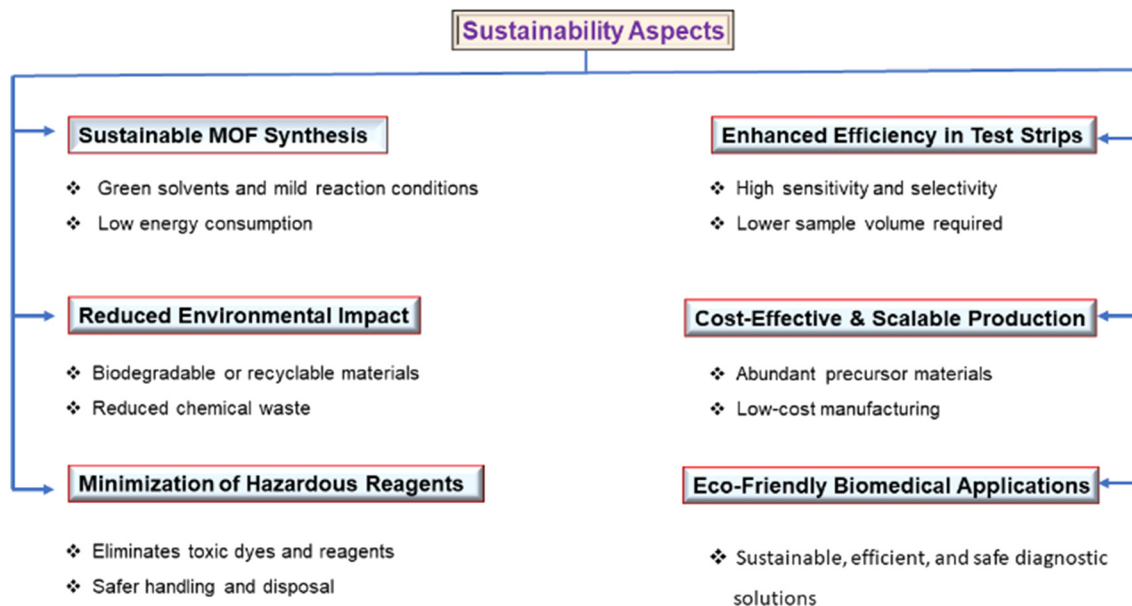 Sustainability Aspects
Sustainable MOF Synthesis
❖ Green solvents and mild reaction conditions
❖ Low energy consumption
Reduced Environmental Impact
❖ Biodegradable or recyclable materials
❖ Reduced chemical waste
Minimization of Hazardous Reagents
❖ Eliminates toxic dyes and reagents
❖ Safer handling and disposal
Enhanced Efficiency in Test Strips
❖ High sensitivity and selectivity
❖ Lower sample volume required
Cost-Effective & Scalable Production
❖ Abundant precursor materials
❖ Low-cost manufacturing
Eco-Friendly Biomedical Applications
❖ Sustainable, efficient, and safe diagnostic
solutions